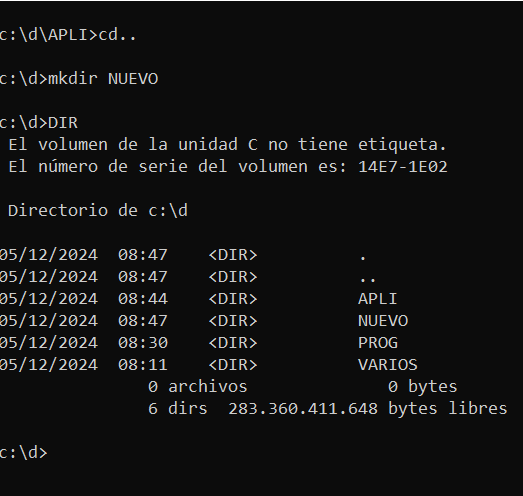 c:\d\APLI>cd..
c:\d>mkdir NUEVO
c:\d>DIR
El volumen de la unidad C no tiene etiqueta.
El número de serie del volumen es: 14E7-1E02
Directorio de c:\d
05/12/2024  08:47    <DIR>          .
05/12/2024  08:47    <DIR>          ..
05/12/2024  08:44    <DIR>          APLI
05/12/2024  08:47    <DIR>          NUEVO
05/12/2024  08:30    <DIR>          PROG
05/12/2024  08:11    <DIR>          VARIOS
0 archivos              0 bytes
6 dirs  283.360.411.648 bytes libres
c:\d>